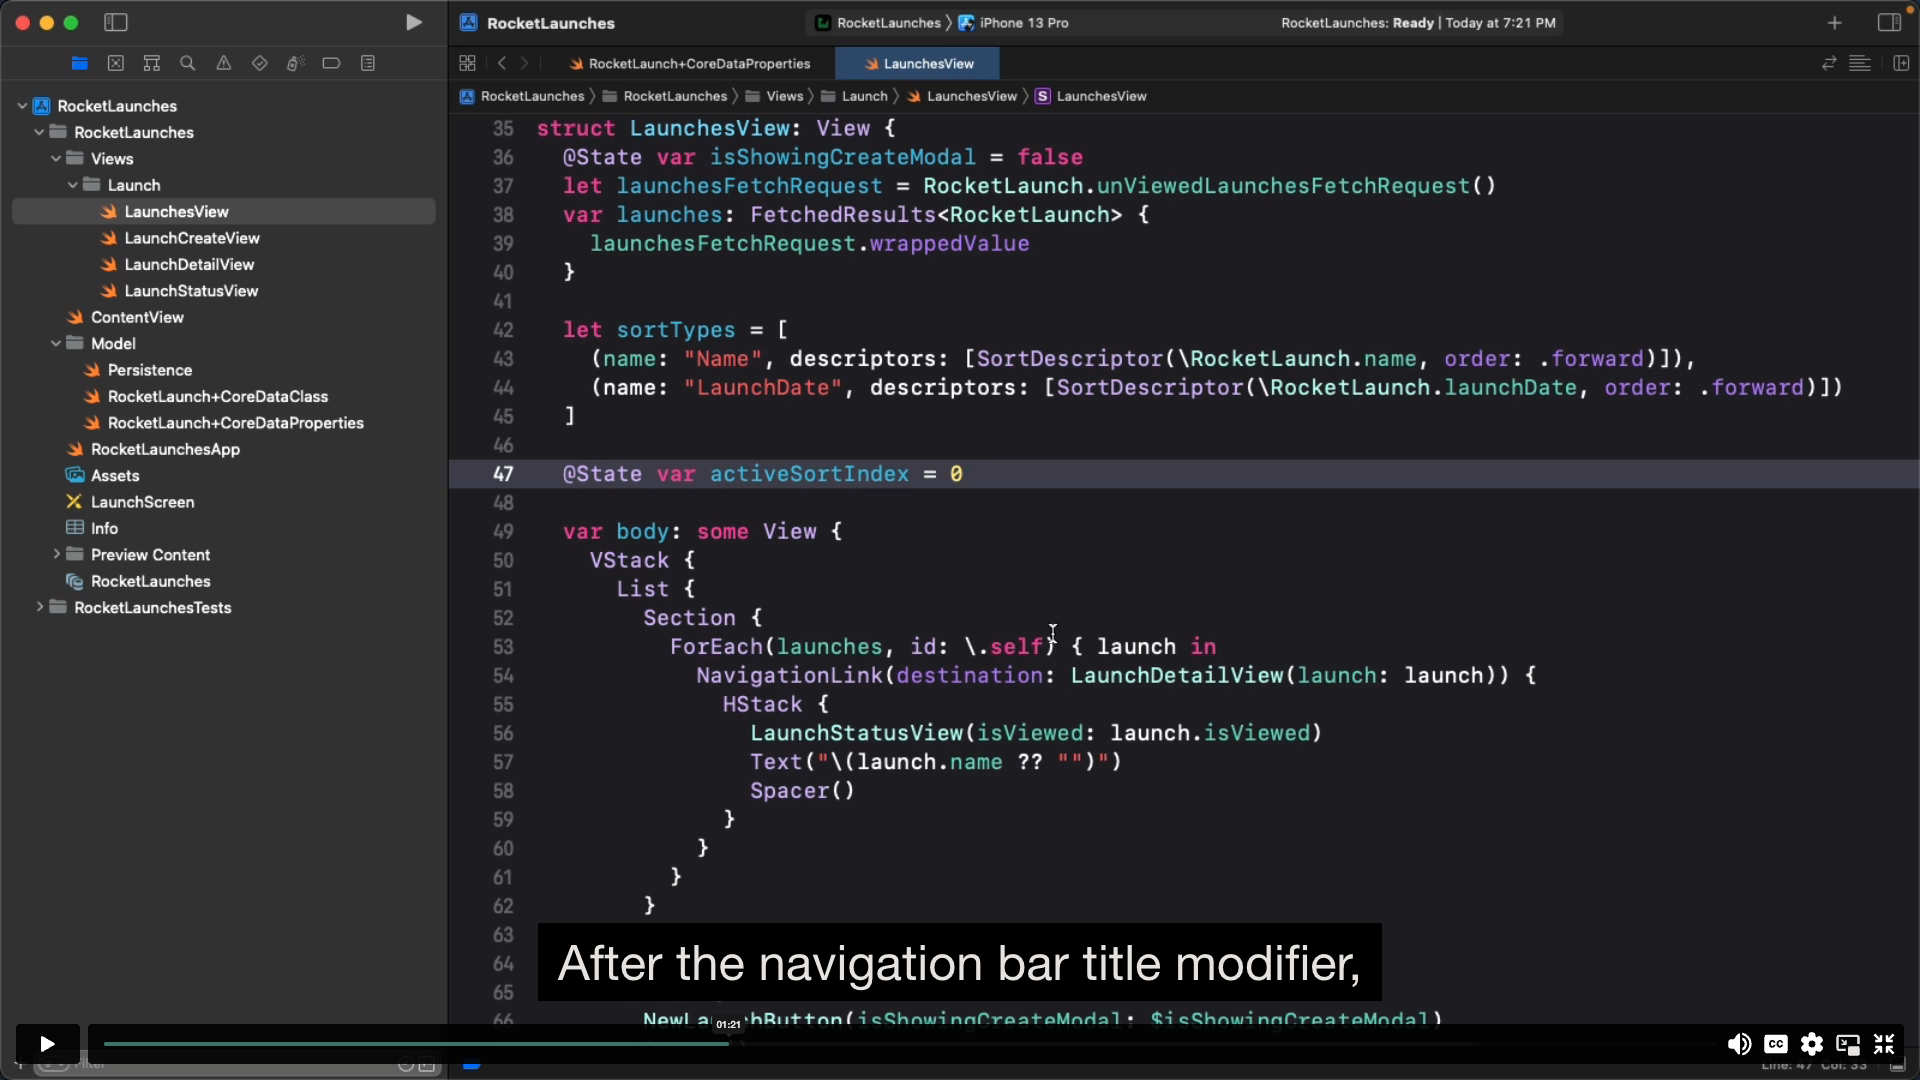 RocketLaunches
RocketLaunches
iPhone 13 Pro
RocketLaunches: Ready | Today at 7:21 PM
RocketLaunch+CoreDataProperties
LaunchesView
RocketLaunches
RocketLaunches
Views
Launch
LaunchesView
S
LaunchesView
RocketLaunches
RocketLaunches
Views
Launch
LaunchesView
LaunchCreateView
LaunchDetailView
LaunchStatusView
ContentView
Model
Persistence
RocketLaunch+CoreDataClass
RocketLaunch+CoreDataProperties
RocketLaunchesApp
Assets
LaunchScreen
Info
Preview Content
RocketLaunches
RocketLaunchesTests
Filter
35 struct LaunchesView: View {
36 @State var isShowingCreateModal = false
37 let launchesFetchRequest = RocketLaunch.unViewedLaunchesFetchRequest()
38 var launches: FetchedResults<RocketLaunch> {
39 launchesFetchRequest.wrappedValue
40 }
41
42 let sortTypes = [
43 (name: "Name", descriptors: [SortDescriptor(\RocketLaunch.name, order: .forward)]),
44 (name: "LaunchDate", descriptors: [SortDescriptor(\RocketLaunch.launchDate, order: .forward)])
45 ]
46
47 @State var activeSortIndex = 0
48
49 var body: some View {
50 VStack {
51 List {
52 Section {
53 ForEach(launches, id: \.self) { launch in
54 NavigationLink(destination: LaunchDetailView(launch: launch)) {
55 HStack {
56 LaunchStatusView(isViewed: launch.isViewed)
57 Text("\(launch.name ?? "")")
58 Spacer()
59 }
60 }
61 }
62 }
63
64
65
66 NewLaunchButton(isShowingCreateModal: $isShowingCreateModal)
After the navigation bar title modifier,
01:21
CC
Line: 47 Col: 33